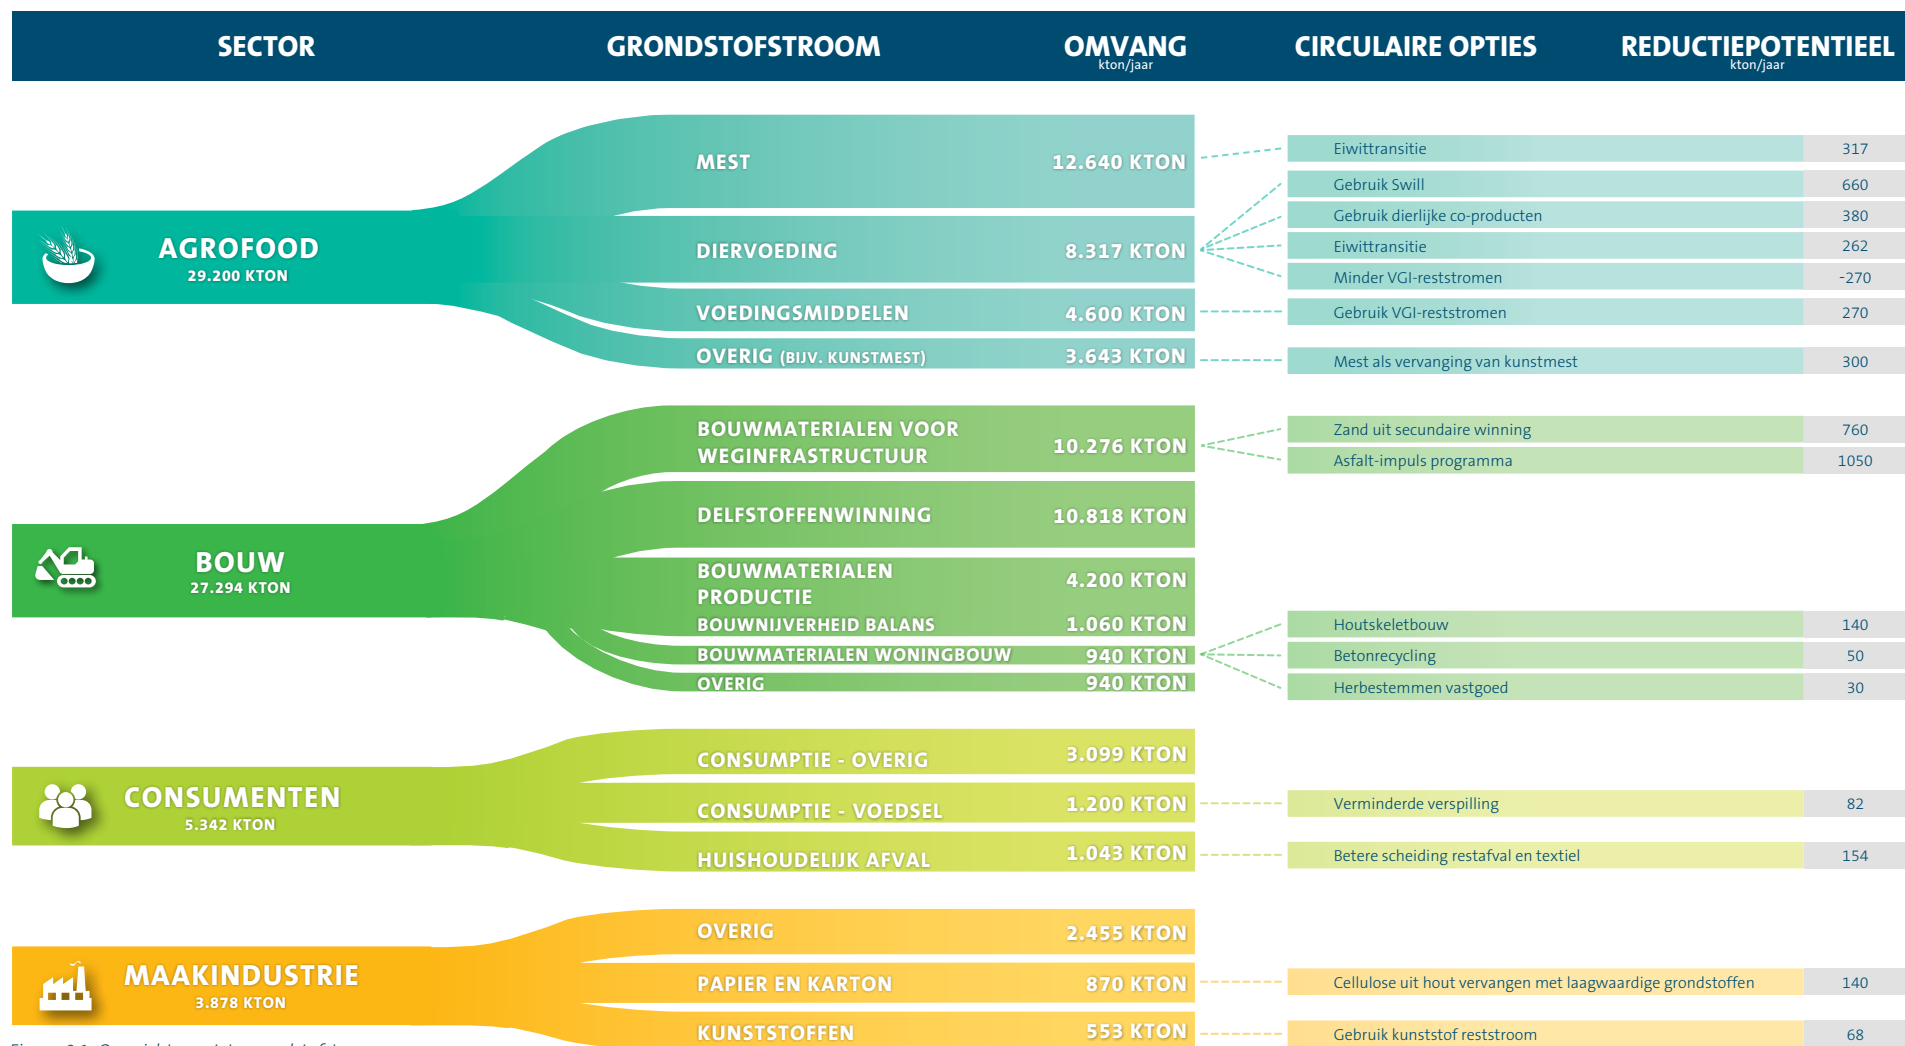 SECTOR GRONDSTOFSTROOM OMVANG CIRCULAIRE OPTIES REDUCTIEPOTENTIEEL
kton/jaar kton/jaar
MEST 12.640 KTON
Eiwittransitie 317
Gebruik Swill 660
Gebruik dierlijke co-producten 380
AGROFOOD
29.200 KTON
DIERVOEDING 8.317 KTON
Eiwittransitie 262
Minder VGI-reststromen -270
VOEDINGSMIDDELEN 4.600 KTON
Gebruik VGI-reststromen 270
OVERIG (BIJV. KUNSTMEST) 3.643 KTON
Mest als vervanging van kunstmest 300
BOUWMATERIALEN VOOR
WEGINFRASTRUCTUUR
10.276 KTON
Zand uit secundaire winning 760
Asfalt-impuls programma 1050
DELFSTOFFENWINNING 10.818 KTON
BOUW
27.294 KTON
BOUWMATERIALEN
PRODUCTIE
4.200 KTON
BOUWNIJVERHEID BALANS 1.060 KTON
Houtskeletbouw 140
BOUWMATERIALEN WONINGBOUW 940 KTON
Betonrecycling 50
OVERIG 940 KTON
Herbestemmen vastgoed 30
CONSUMPTIE - OVERIG 3.099 KTON
CONSUMENTEN
5.342 KTON
CONSUMPTIE - VOEDSEL 1.200 KTON
Verminderde verspilling 82
HUISHOUDELIJK AFVAL 1.043 KTON
Betere scheiding restafval en textiel 154
OVERIG 2.455 KTON
MAAKINDUSTRIE
3.878 KTON
PAPIER EN KARTON 870 KTON
Cellulose uit hout vervangen met laagwaardige grondstoffen 140
KUNSTSTOFFEN 553 KTON
Gebruik kunststof reststroom 68